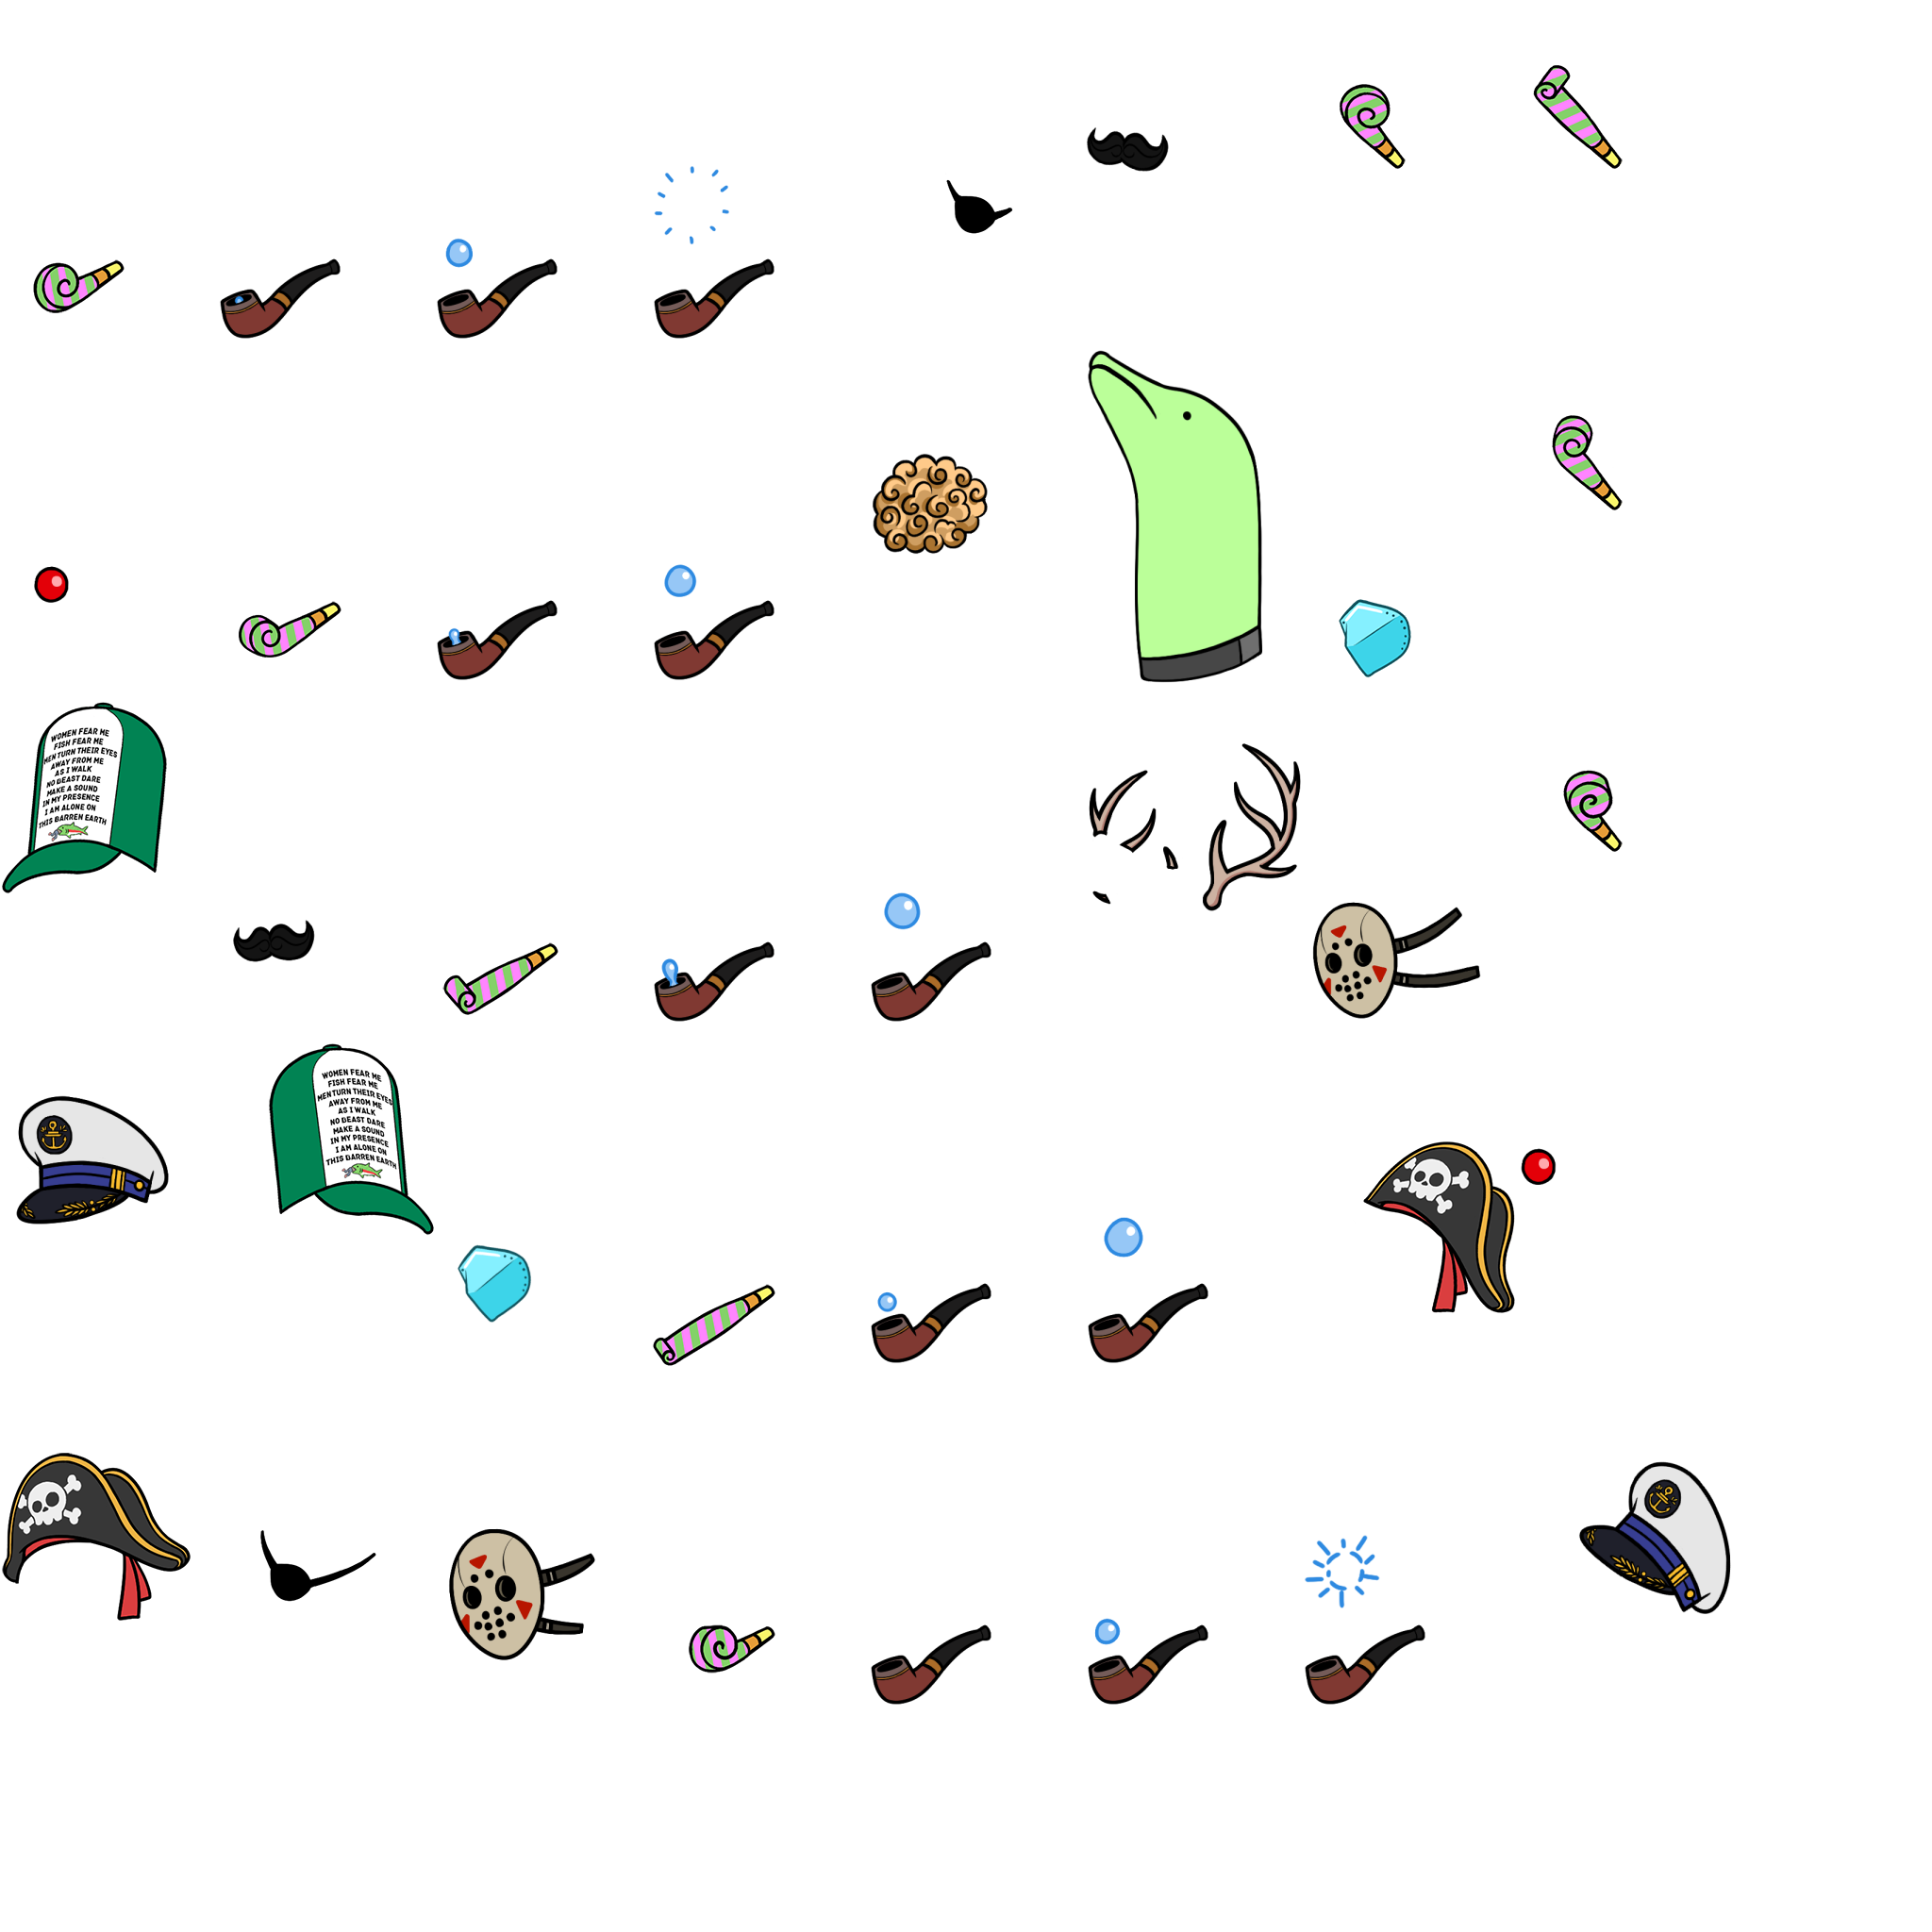 WOMEN FEAR ME
FISH FEAR ME
MEN TURN THEIR EYES
AWAY FROM ME
AS I WALK
NO BEAST DARE
MAKE A SOUND
IN MY PRESENCE
I AM ALONE ON
THIS BARREN EARTH
WOMEN FEAR ME
FISH FEAR ME
MEN TURN THEIR EYES
AWAY FROM ME
AS I WALK
NO BEAST DARE
MAKE A SOUND
IN MY PRESENCE
I AM ALONE ON
THIS BARREN EARTH